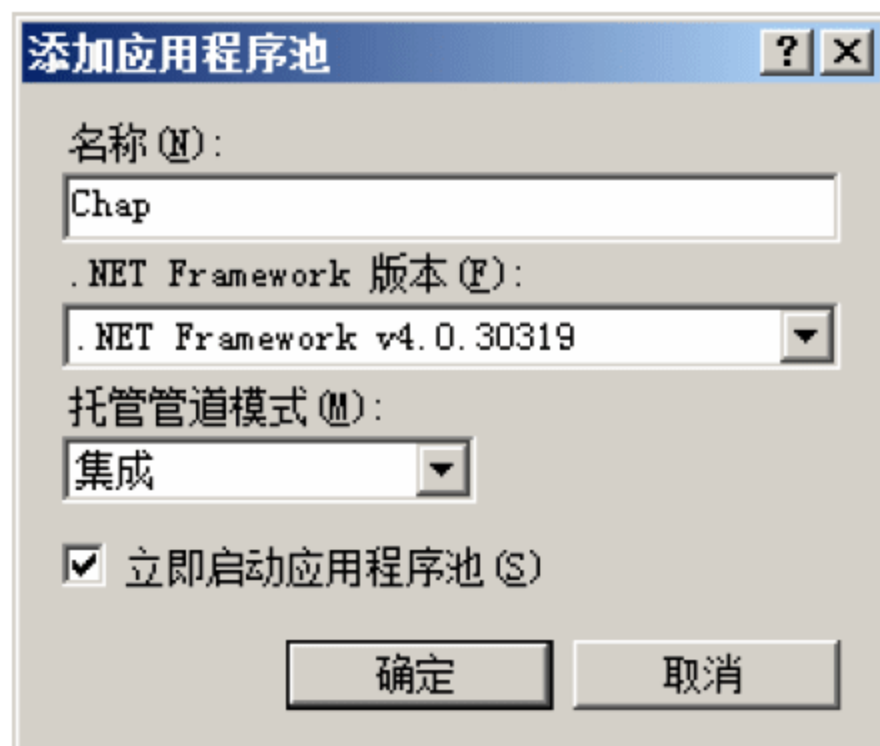 添加应用程序池
名称(N):
Chap
.NET Framework 版本(F):
.NET Framework v4.0.30319
托管管道模式(M):
集成
立即启动应用程序池(S)
确定 取消